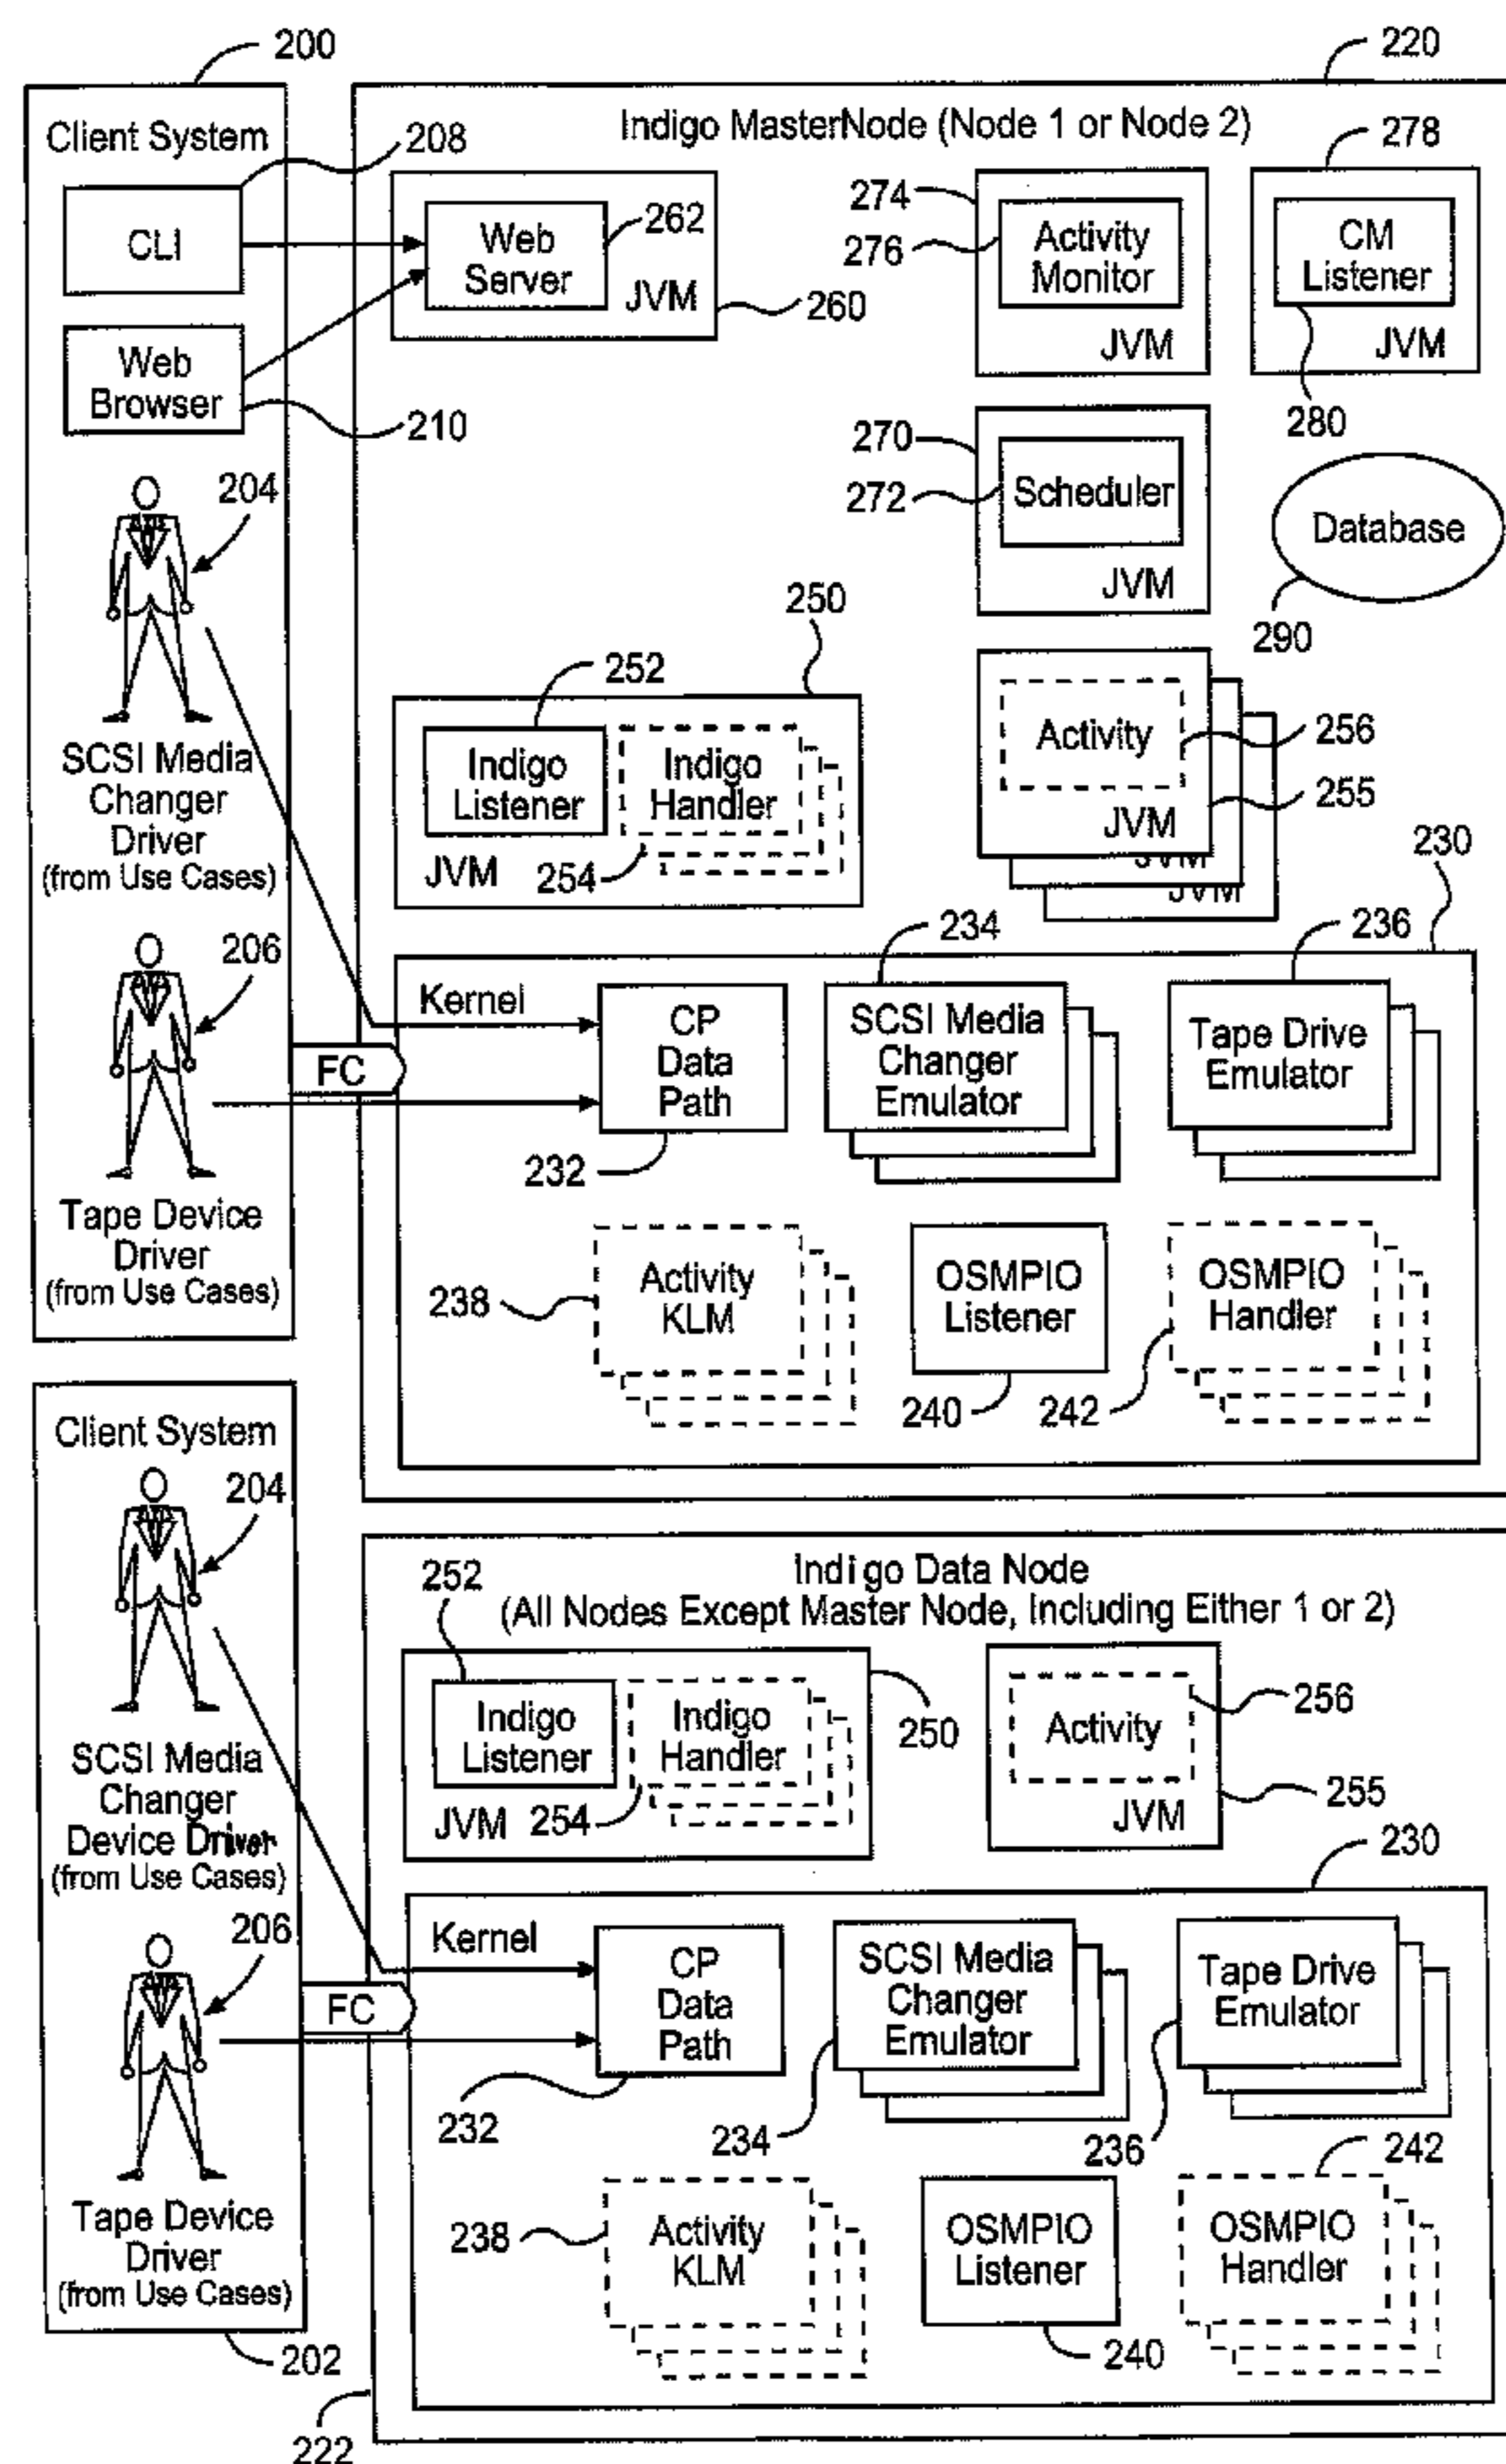 200
220
Client System
208
Indigo MasterNode (Node 1 or Node 2)
278
CLI
Web
Server
262
JVM
260
274
276
Activity
Monitor
JVM
CM
Listener
JVM
280
Web
Browser
210
270
272
Scheduler
JVM
Database
290
204
SCSI Media
Changer
Driver
(from Use Cases)
250
252
Indigo
Listener
Indigo
Handler
JVM
254
Activity
256
255
JVM
JVM
JVM
230
206
Tape Device
Driver
(from Use Cases)
FC
Kernel
CP
Data
Path
232
234
SCSI Media
Changer
Emulator
236
Tape Drive
Emulator
238
Activity
KLM
OSMPIO
Listener
240
OSMPIO
Handler
242
Client System
204
SCSI Media
Changer
Device Driver
(from Use Cases)
206
Tape Device
Driver
(from Use Cases)
202
Indigo Data Node
(All Nodes Except Master Node, Including Either 1 or 2)
252
Indigo
Listener
Indigo
Handler
JVM
254
250
Activity
256
255
JVM
230
FC
Kernel
CP
Data
Path
232
SCSI Media
Changer
Emulator
234
Tape Drive
Emulator
236
238
Activity
KLM
OSMPIO
Listener
240
OSMPIO
Handler
242
222